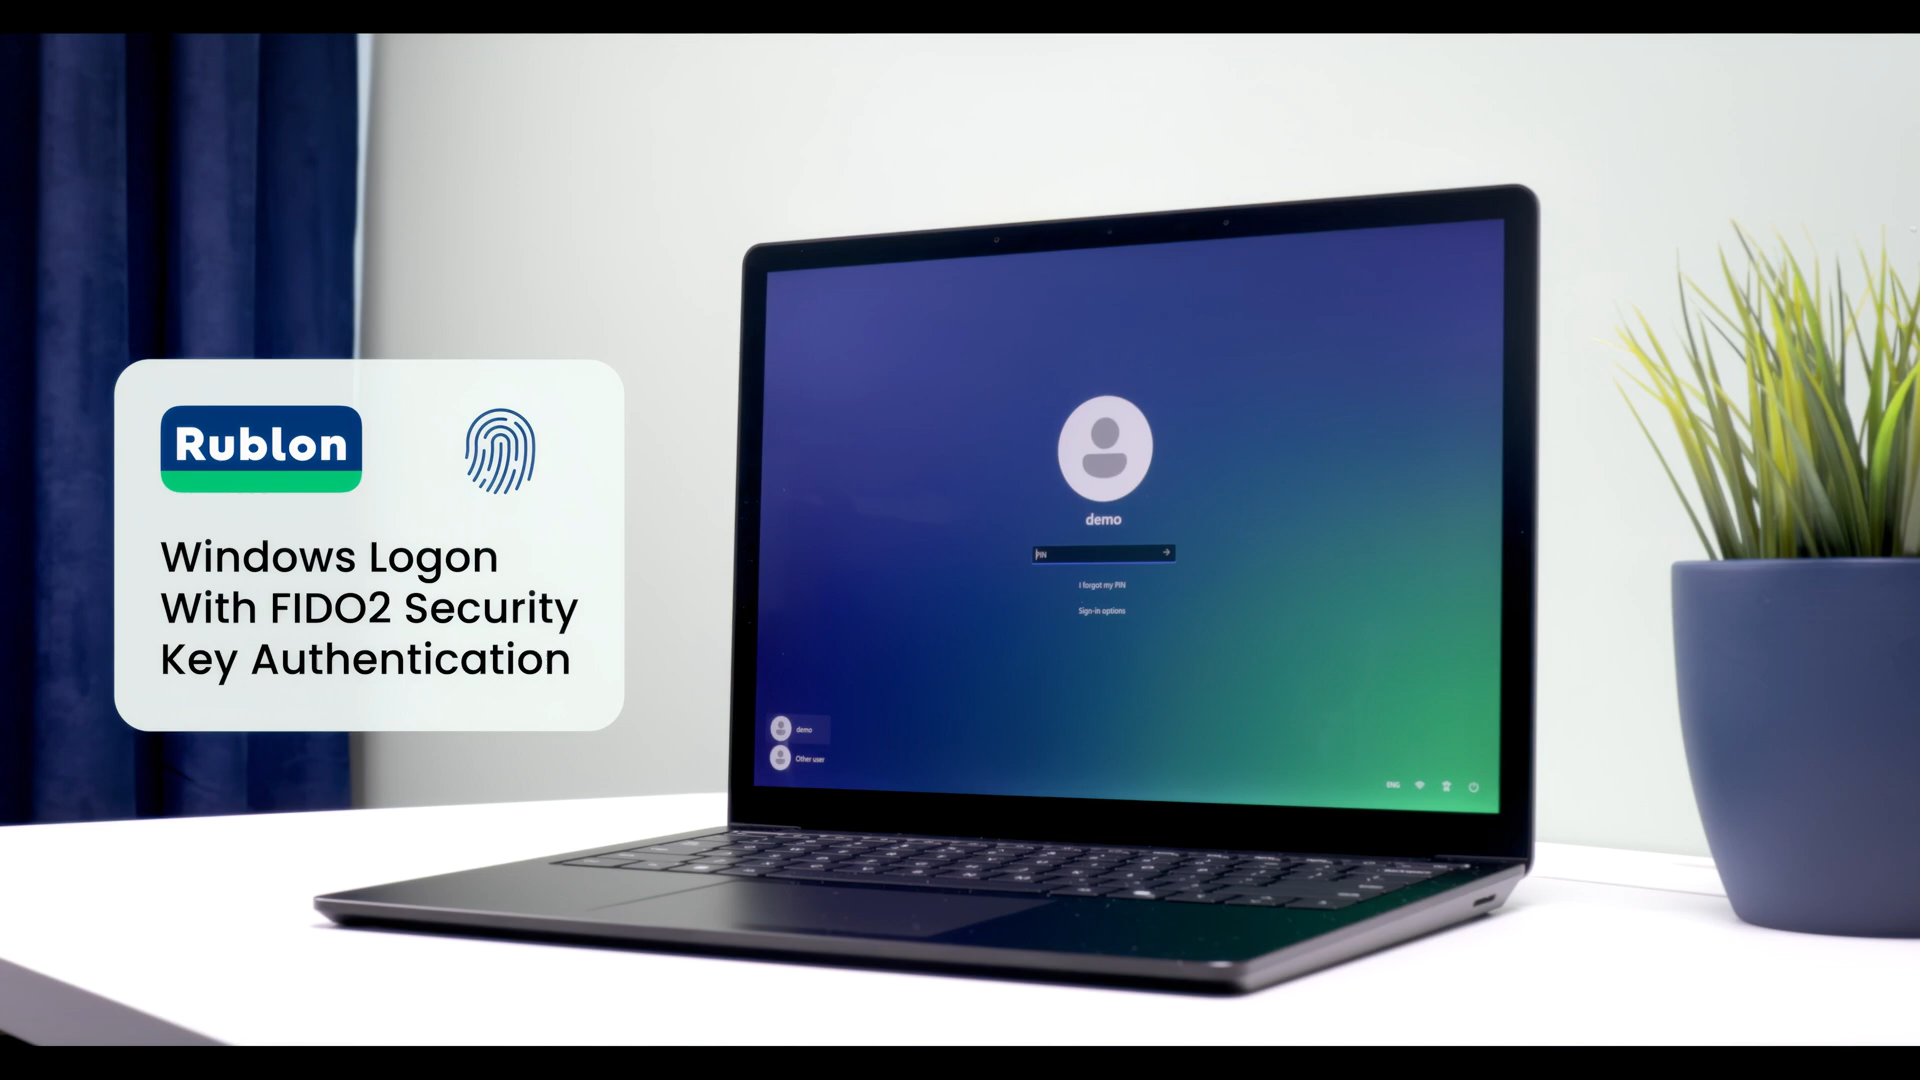 Rublon
Windows Logon
With FIDO2 Security
Key Authentication
demo
PIN
I forgot my PIN
Sign-in options
demo
Other user
ENG